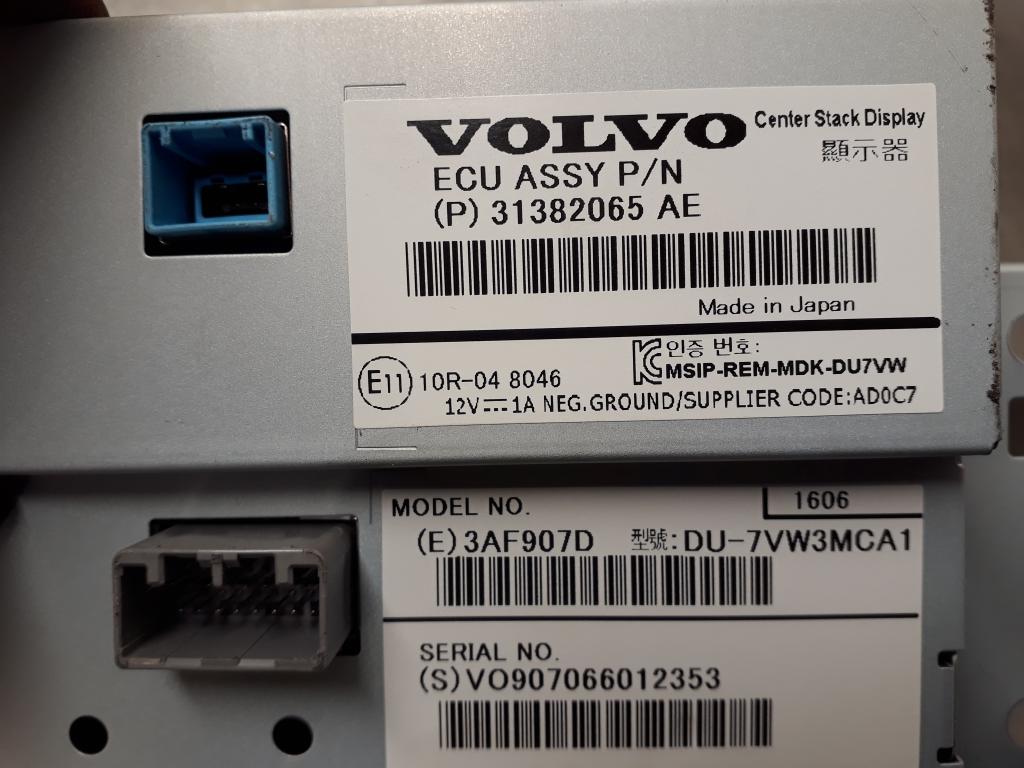 VOLVO Center Stack Display
顯示器
ECU ASSY P/N
(P) 31382065 AE
Made in Japan
E11 10R-04 8046
인증 번호:
MSIP-REM-MDK-DU7VW
12V⎓1A NEG.GROUND/SUPPLIER CODE:AD0C7
MODEL NO. 1606
(E)3AF907D 型號:DU-7VW3MCA1
SERIAL NO.
(S)VO907066012353